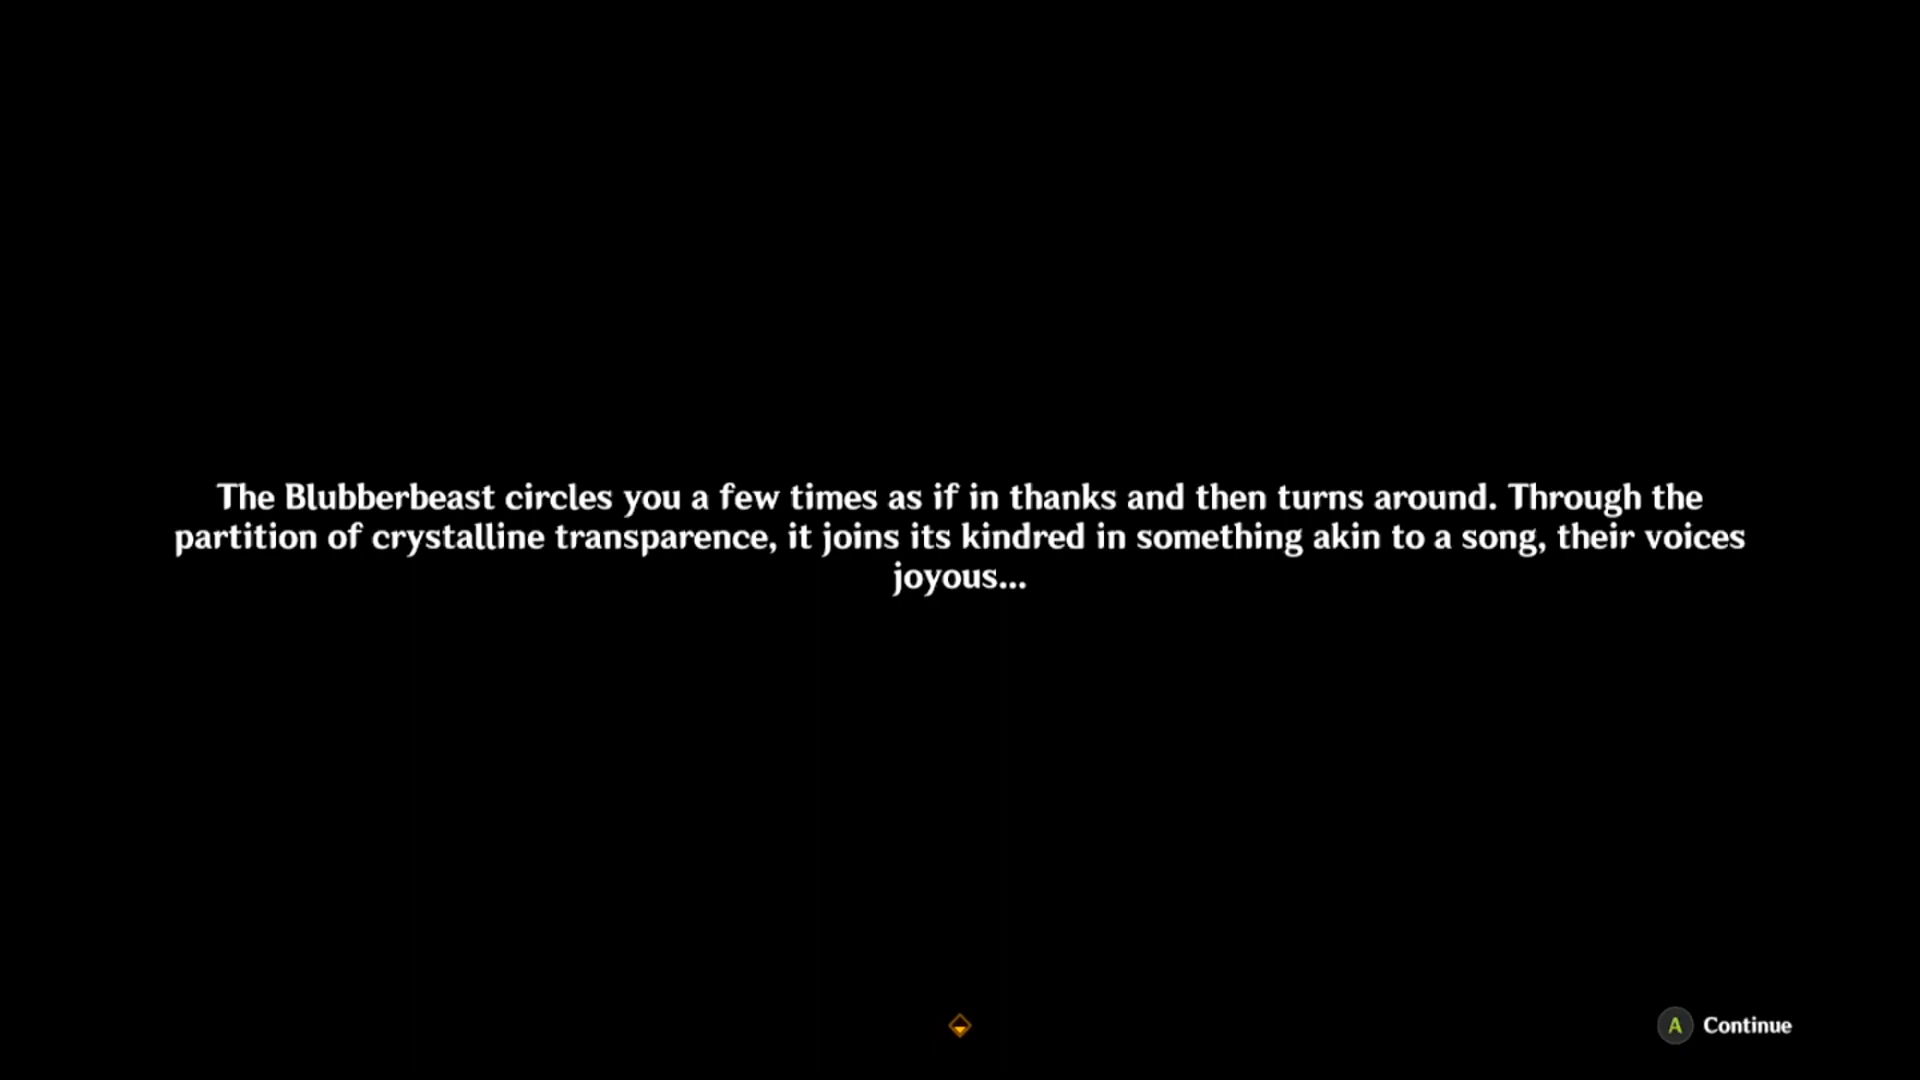 The Blubberbeast circles you a few times as if in thanks and then turns around. Through the
partition of crystalline transparence, it joins its kindred in something akin to a song, their voices
joyous...
A Continue